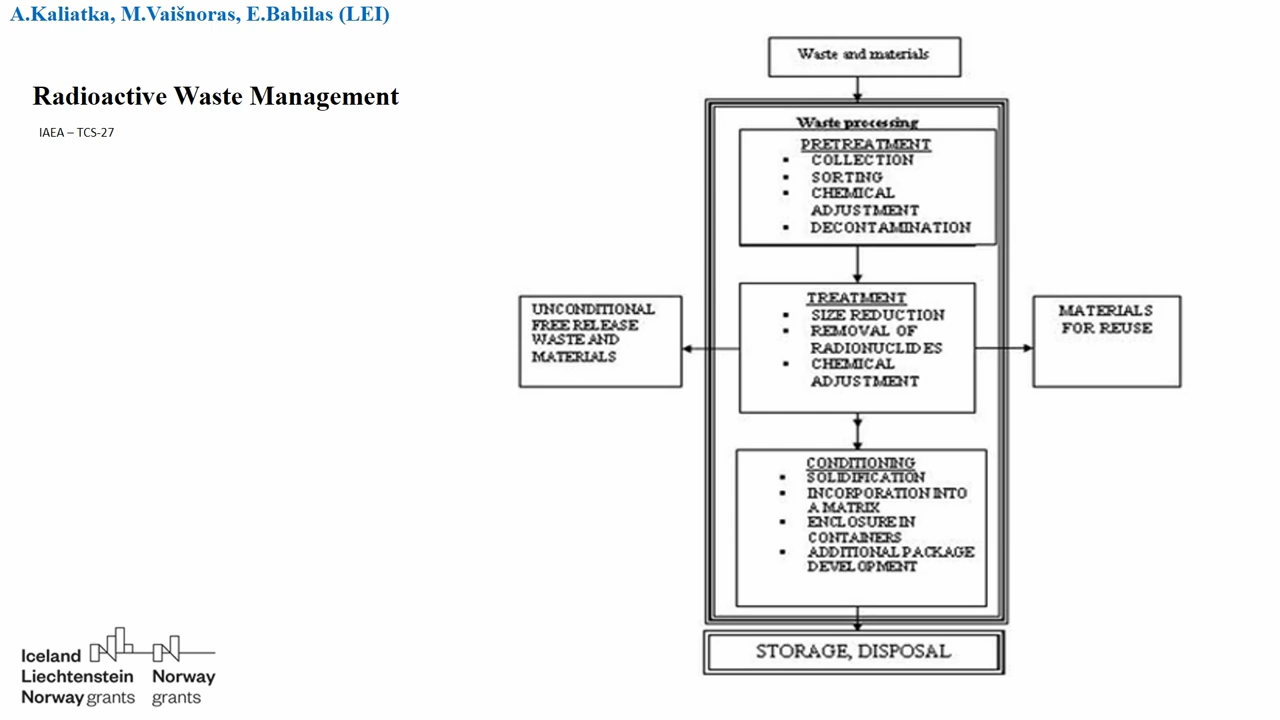 A.Kaliatka, M.Vaišnoras, E.Babilas (LEI)
Radioactive Waste Management
IAEA – TCS-27
Waste and materials
Waste processing
PRETREATMENT
▪ COLLECTION
▪ SORTING
▪ CHEMICAL
ADJUSTMENT
▪ DECONTAMINATION
UNCONDITIONAL
FREE RELEASE
WASTE AND
MATERIALS
TREATMENT
▪ SIZE REDUCTION
▪ REMOVAL OF
RADIONUCLIDES
▪ CHEMICAL
ADJUSTMENT
MATERIALS
FOR REUSE
CONDITIONING
▪ SOLIDIFICATION
▪ INCORPORATION INTO
A MATRIX
▪ ENCLOSURE IN
CONTAINERS
▪ ADDITIONAL PACKAGE
DEVELOPMENT
STORAGE, DISPOSAL
Iceland
Liechtenstein
Norway grants
Norway
grants